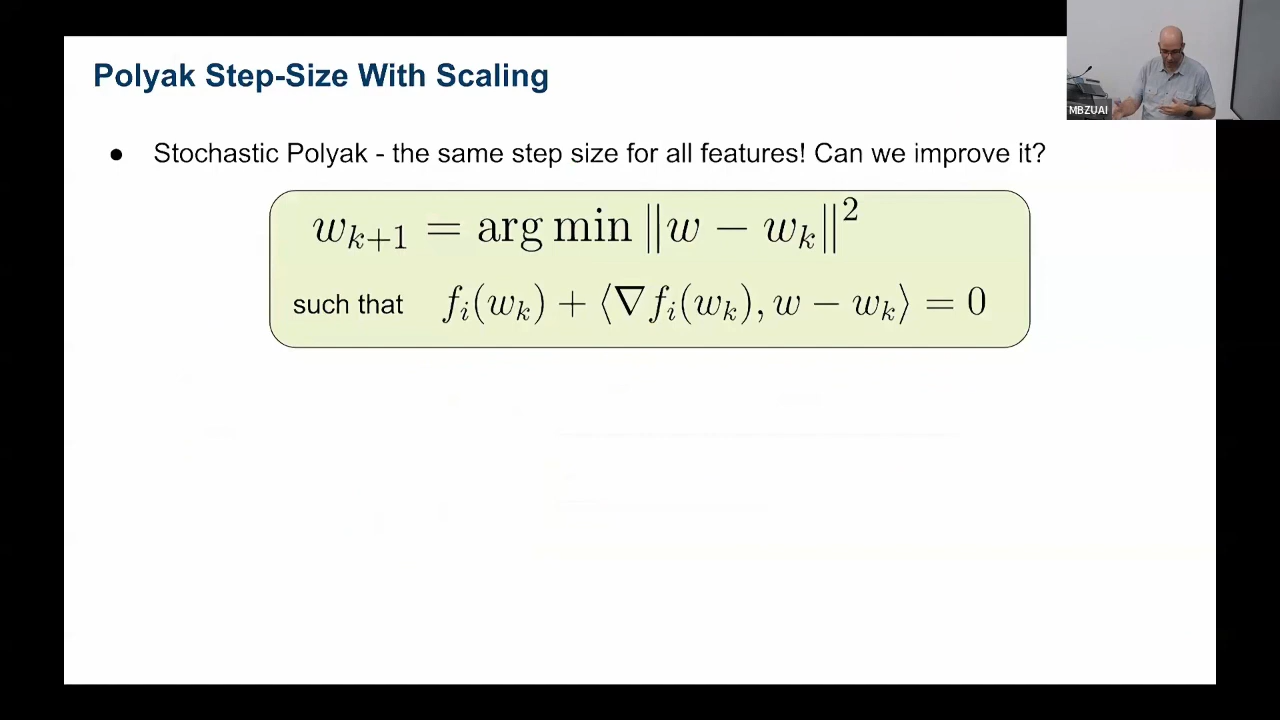 Polyak Step-Size With Scaling
● Stochastic Polyak - the same step size for all features! Can we improve it?
w_{k+1} = arg min ‖w − w_k‖²
such that f_i(w_k) + ⟨∇f_i(w_k), w − w_k⟩ = 0
MBZUAI